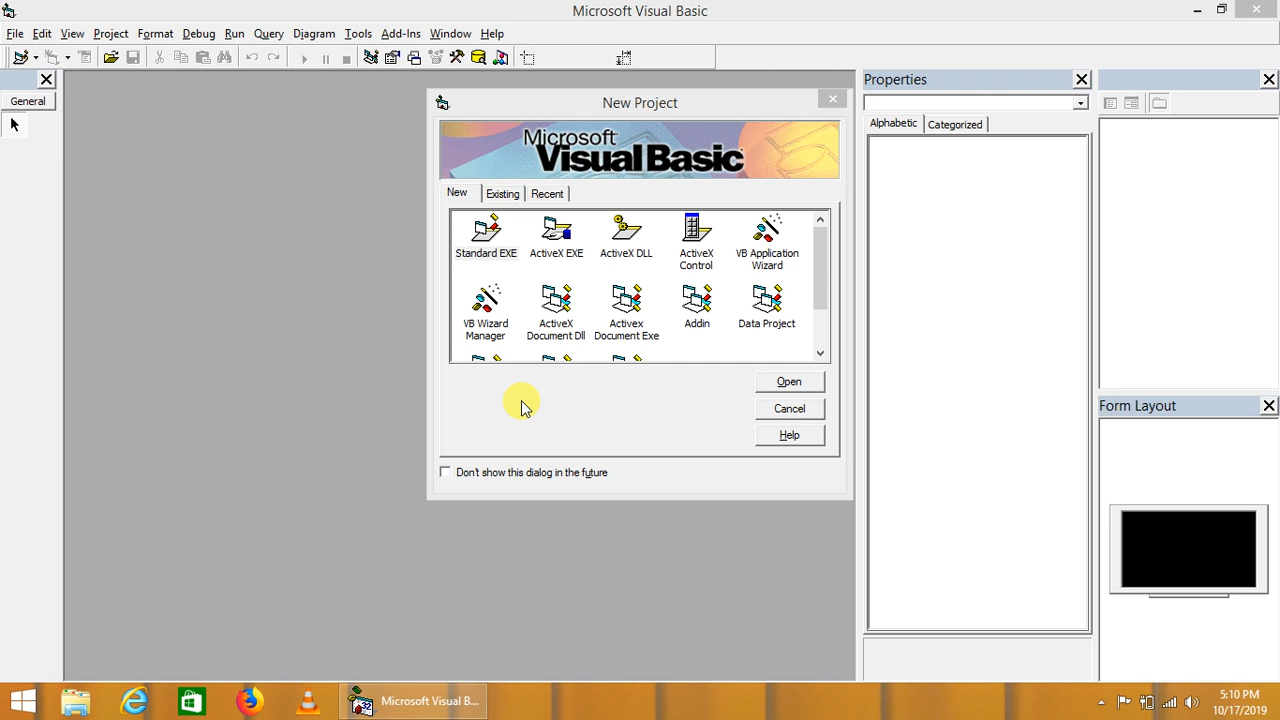 Microsoft Visual Basic
File Edit View Project Format Debug Run Query Diagram Tools Add-Ins Window Help
General
New Project
Microsoft
Visual Basic
New Existing Recent
Standard EXE
ActiveX EXE
ActiveX DLL
ActiveX
Control
VB Application
Wizard
VB Wizard
Manager
ActiveX
Document Dll
Activex
Document Exe
Addin
Data Project
Open
Cancel
Help
Don't show this dialog in the future
Properties
Alphabetic Categorized
Form Layout
32
Microsoft Visual B...
5:10 PM
10/17/2019